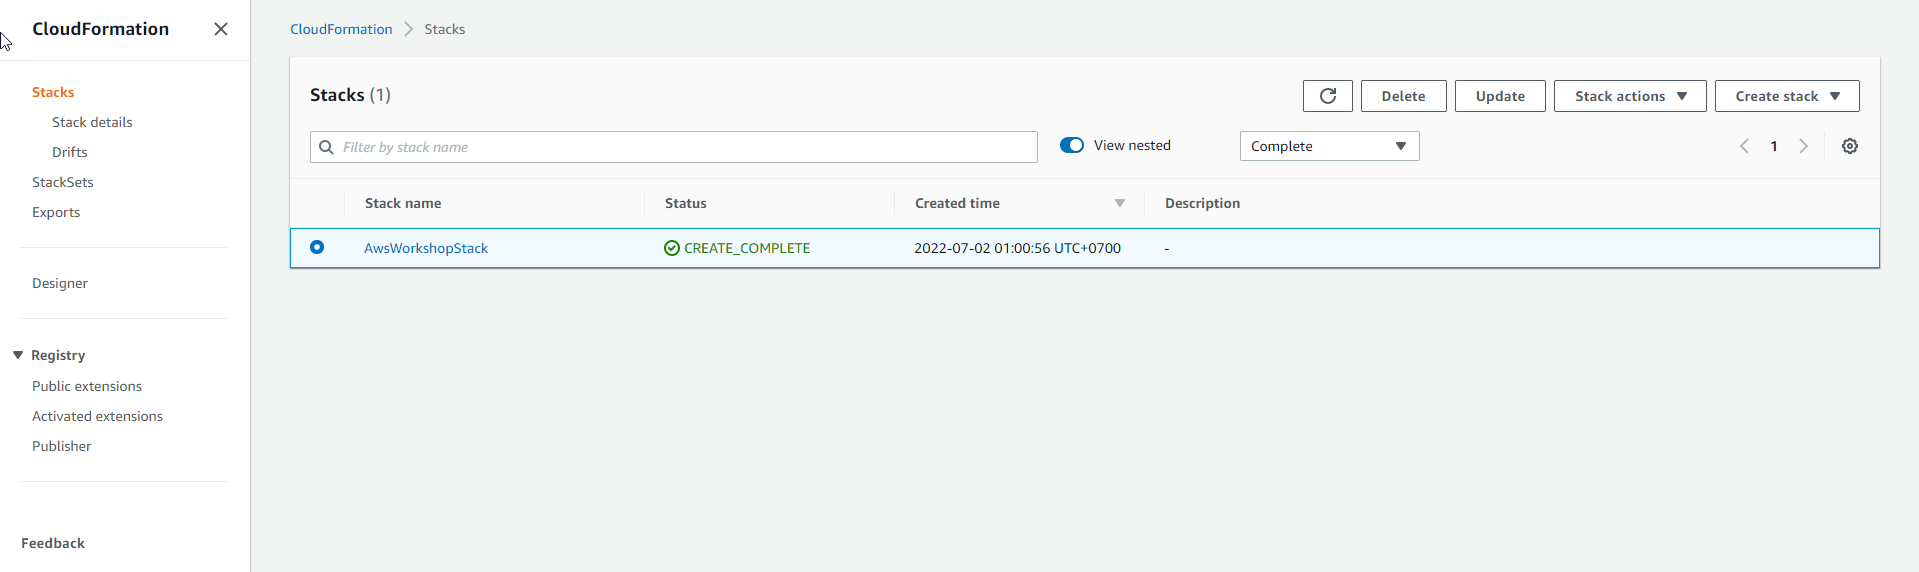 CloudFormation
Stacks
Stack details
Drifts
StackSets
Exports
Designer
Registry
Public extensions
Activated extensions
Publisher
Feedback
CloudFormation Stacks
Stacks (1)
Delete Update Stack actions Create stack
Filter by stack name View nested Complete 1
Stack name Status Created time Description
AwsWorkshopStack CREATE_COMPLETE 2022-07-02 01:00:56 UTC+0700 -